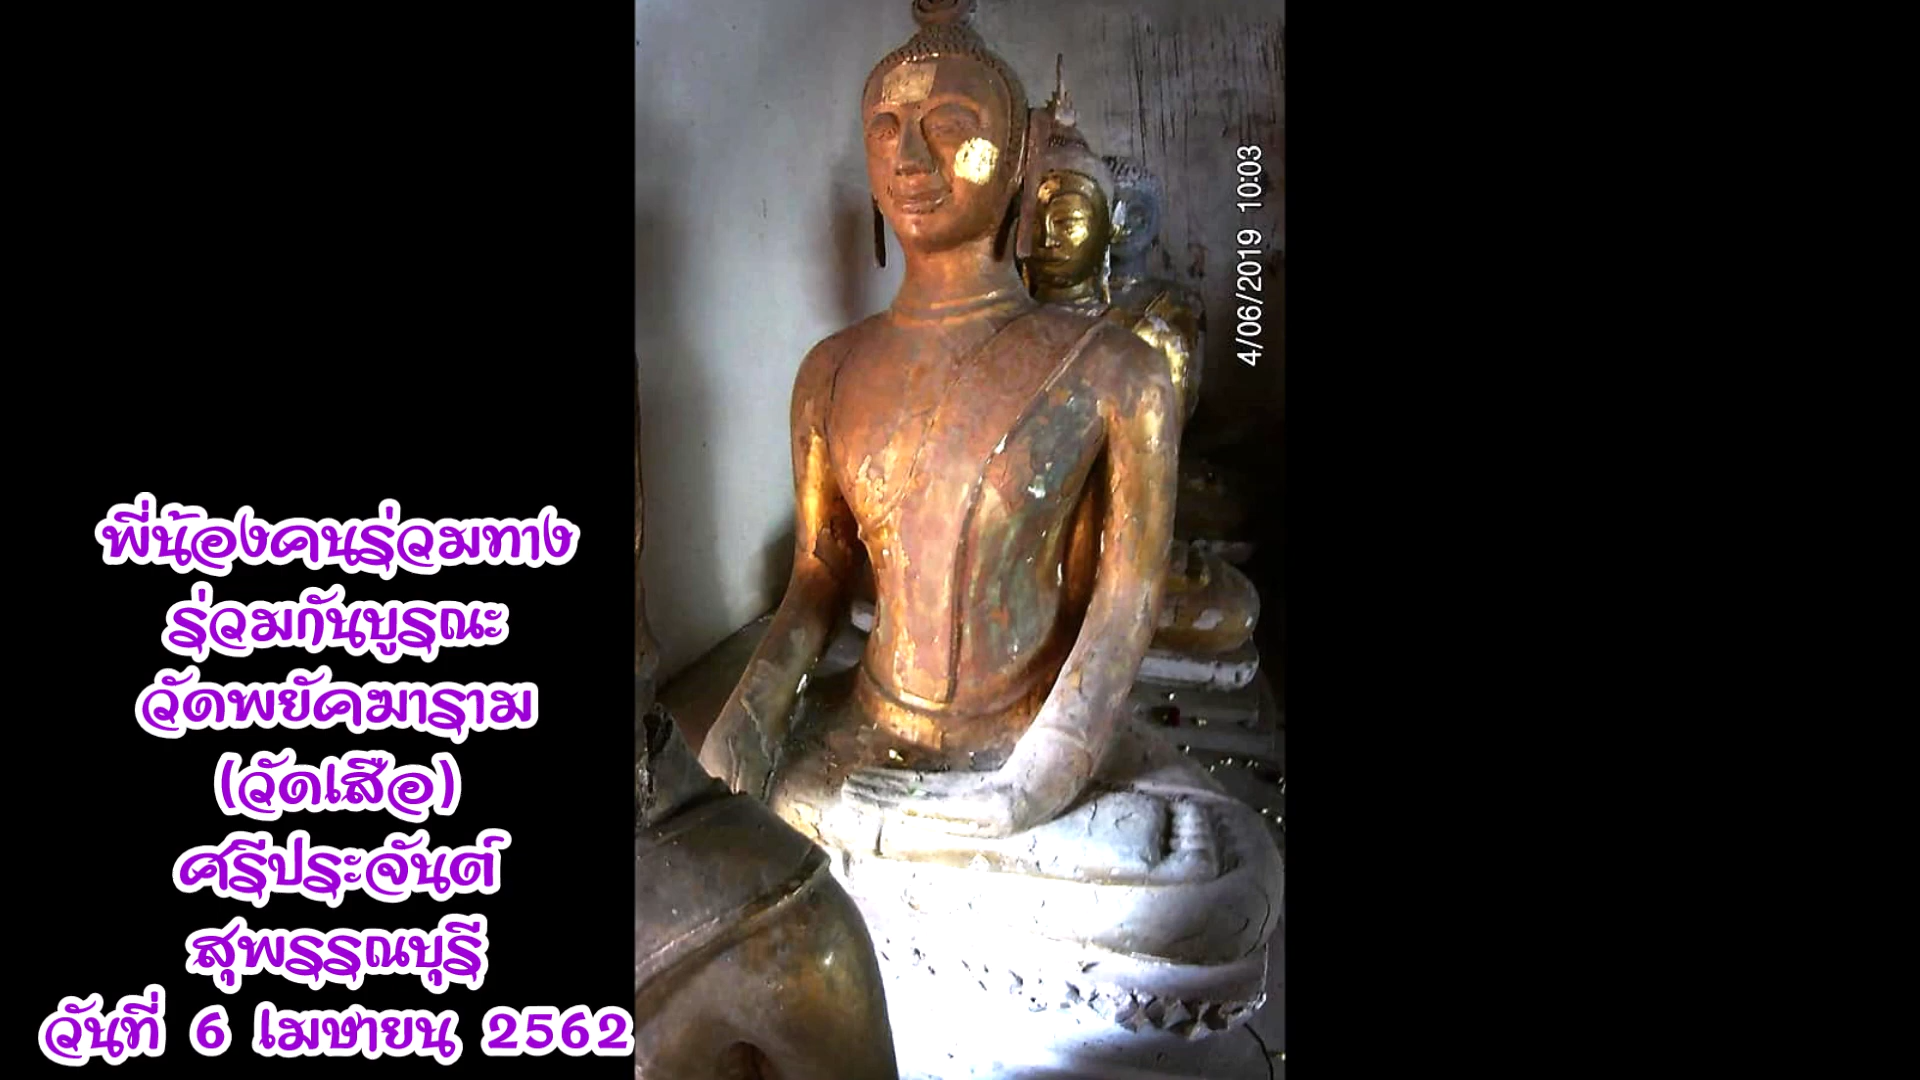 พี่น้องคนร่วมทาง
ร่วมกันบูรณะ
วัดพยัคฆาราม
(วัดเสือ)
ศรีประจันต์
สุพรรณบุรี
วันที่ 6 เมษายน 2562
4/06/2019 10:03